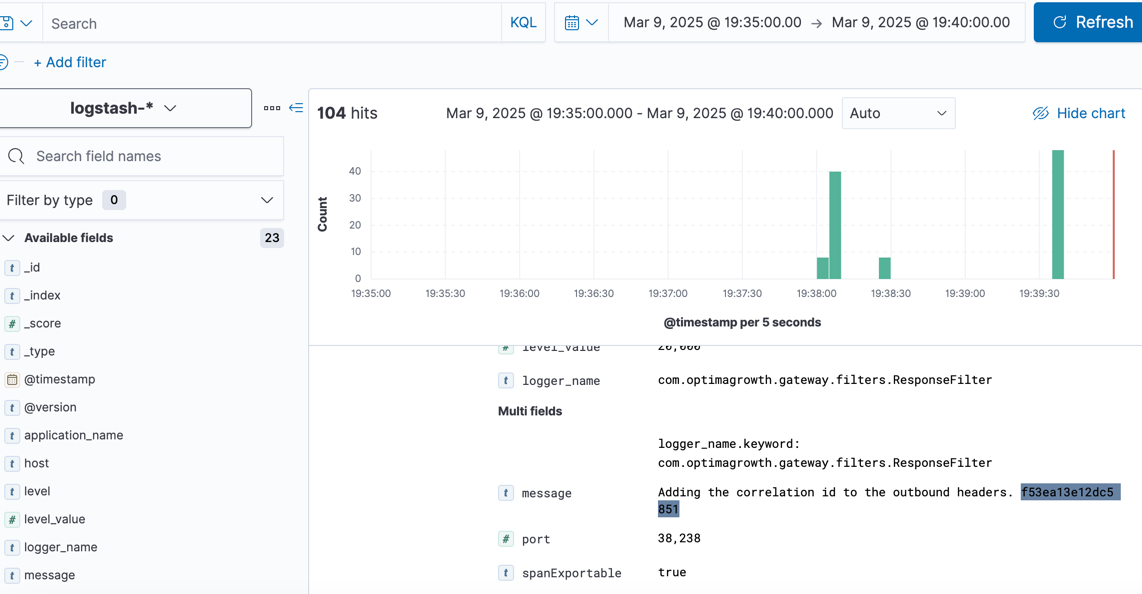 Search
KQL
Mar 9, 2025 @ 19:35:00.00 → Mar 9, 2025 @ 19:40:00.00
Refresh
+ Add filter
logstash-*
Search field names
Filter by type 0
Available fields 23
t _id
t _index
# _score
t _type
@timestamp
t @version
t application_name
t host
t level
# level_value
t logger_name
t message
104 hits
Mar 9, 2025 @ 19:35:00.000 - Mar 9, 2025 @ 19:40:00.000
Auto
Hide chart
Count
40
30
20
10
0
19:35:00 19:35:30 19:36:00 19:36:30 19:37:00 19:37:30 19:38:00 19:38:30 19:39:00 19:39:30
@timestamp per 5 seconds
# level_value 20,000
t logger_name com.optimagrowth.gateway.filters.ResponseFilter
Multi fields
logger_name.keyword:
com.optimagrowth.gateway.filters.ResponseFilter
t message Adding the correlation id to the outbound headers. f53ea13e12dc5
851
# port 38,238
t spanExportable true